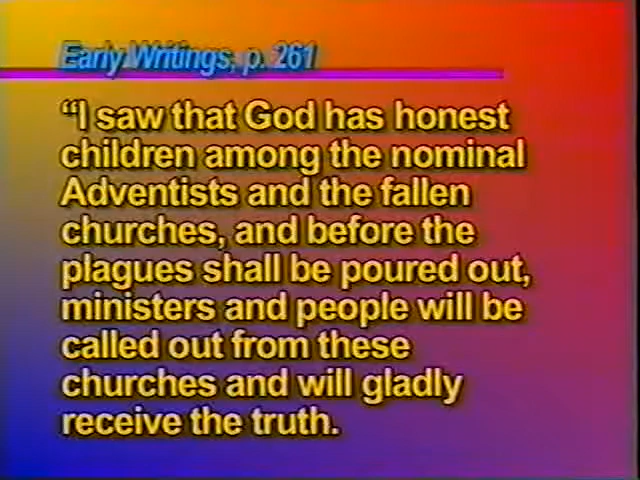 Early Writings, p. 261
“I saw that God has honest
children among the nominal
Adventists and the fallen
churches, and before the
plagues shall be poured out,
ministers and people will be
called out from these
churches and will gladly
receive the truth.